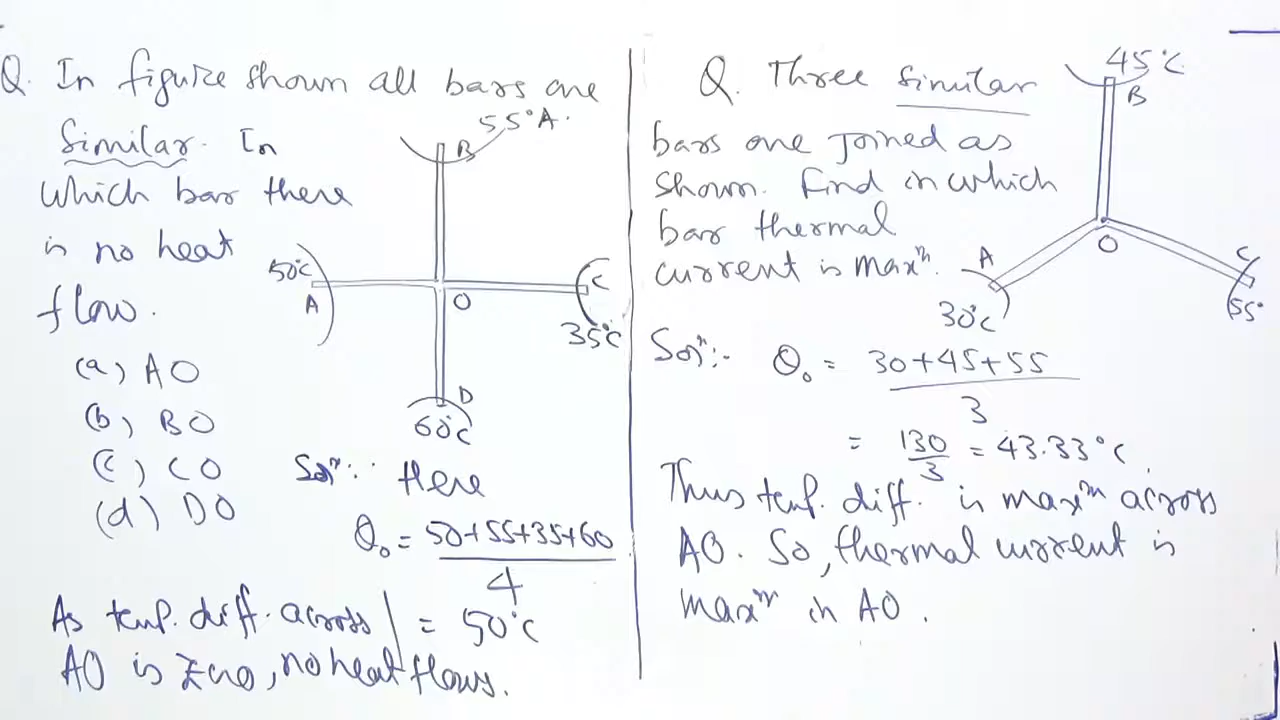 Q. In figure shown all bars are
Similar. In
which bar there
is no heat
flow.
55°A.
B
50°C
A
O
C
35°C
D
60°C
(a) AO
(b) BO
(c) CO
(d) DO
Soln:- Here
θ₀ = 50+55+35+60
4
= 50°C
As temp. diff. across
AO is zero, no heat flows.
Q. Three similar
bars are joined as
shown. Find in which
bar thermal
current is maxm.
45°C
B
O
A
30°C
C
55°
Soln:- θ₀ = 30+45+55
3
= 130/3 = 43.33°C.
Thus temp. diff. is maxm across
AO. So, thermal current is
maxm in AO.